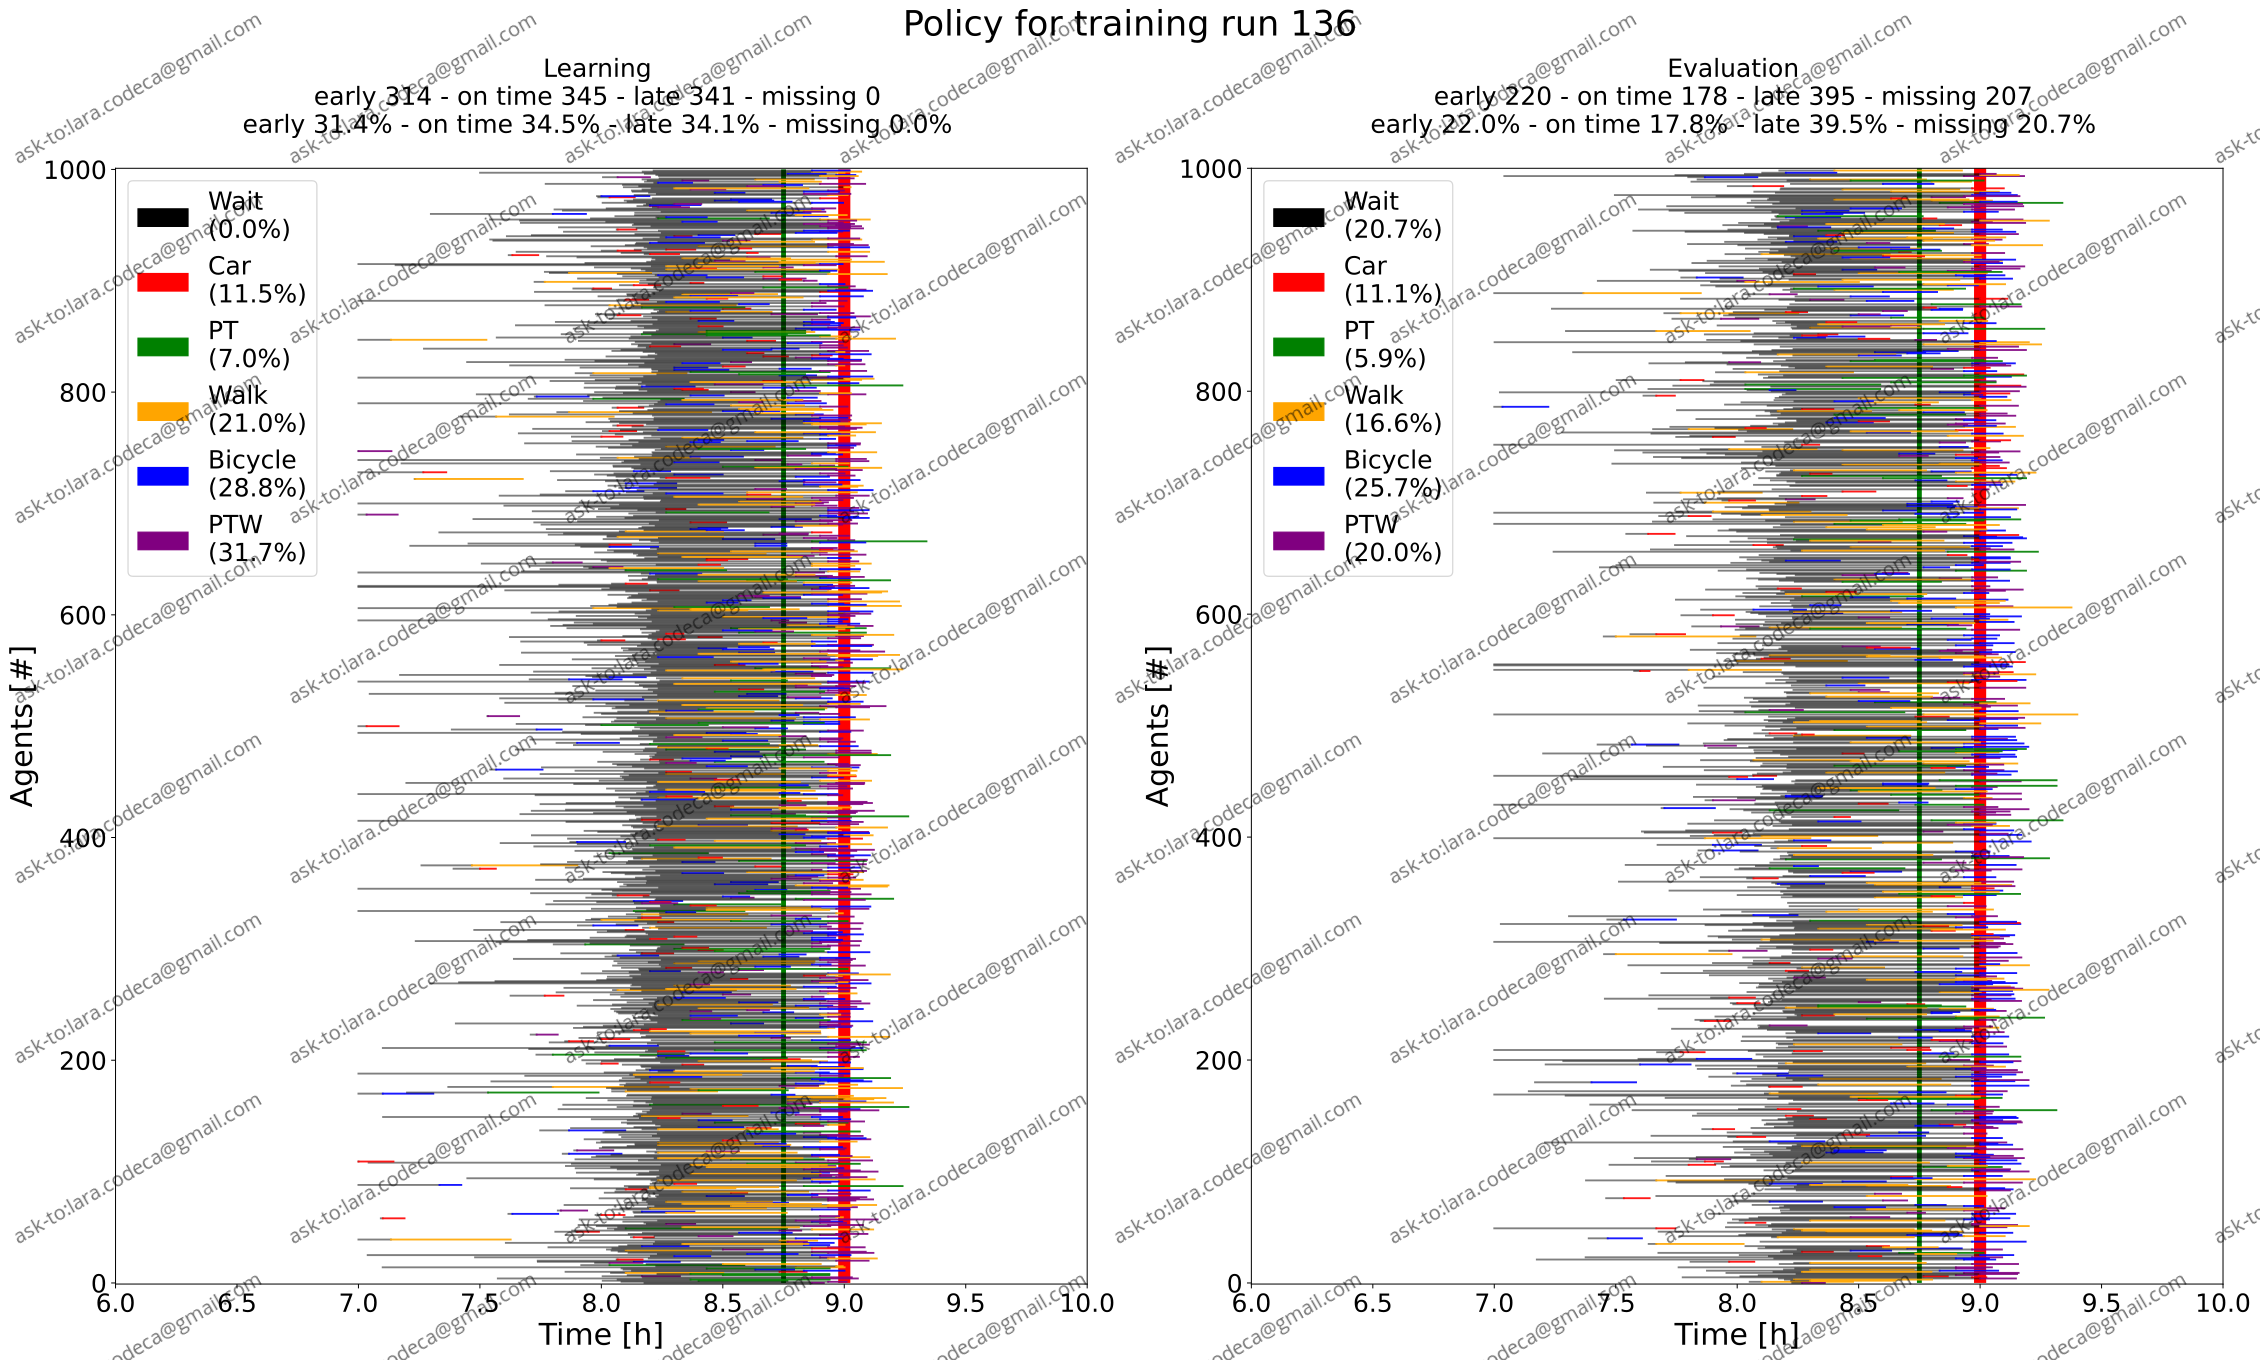 Policy for training run 136
Learning
early 314 - on time 345 - late 341 - missing 0
early 31.4% - on time 34.5% - late 34.1% - missing 0.0%
Agents [#]
1000
800
600
400
200
0
Wait
(0.0%)
Car
(11.5%)
PT
(7.0%)
Walk
(21.0%)
Bicycle
(28.8%)
PTW
(31.7%)
6.0 6.5 7.0 7.5 8.0 8.5 9.0 9.5 10.0
Time [h]
Evaluation
early 220 - on time 178 - late 395 - missing 207
early 22.0% - on time 17.8% - late 39.5% - missing 20.7%
Agents [#]
1000
800
600
400
200
0
Wait
(20.7%)
Car
(11.1%)
PT
(5.9%)
Walk
(16.6%)
Bicycle
(25.7%)
PTW
(20.0%)
6.0 6.5 7.0 7.5 8.0 8.5 9.0 9.5 10.0
Time [h]
ask-to:lara.codeca@gmail.com